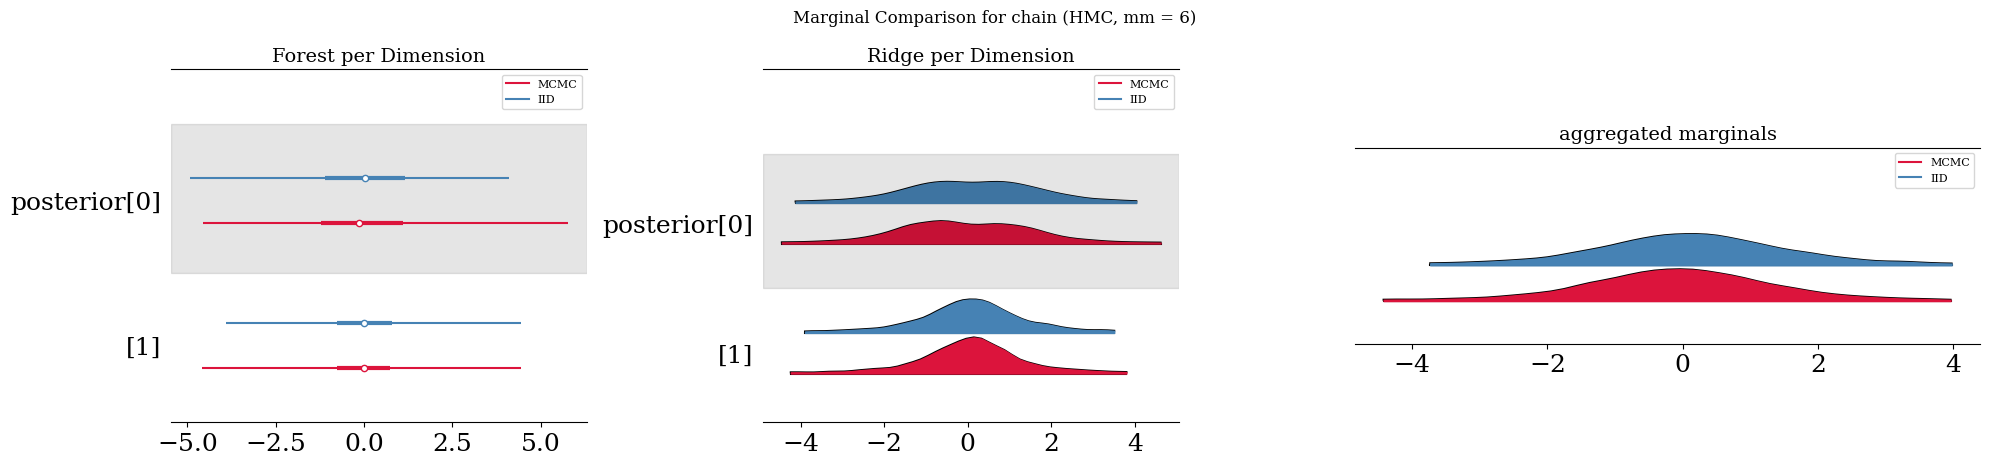 Marginal Comparison for chain (HMC, mm = 6)
Forest per Dimension
MCMC
IID
posterior[0]
[1]
−5.0 −2.5 0.0 2.5 5.0
Ridge per Dimension
MCMC
IID
posterior[0]
[1]
−4 −2 0 2 4
aggregated marginals
MCMC
IID
−4 −2 0 2 4